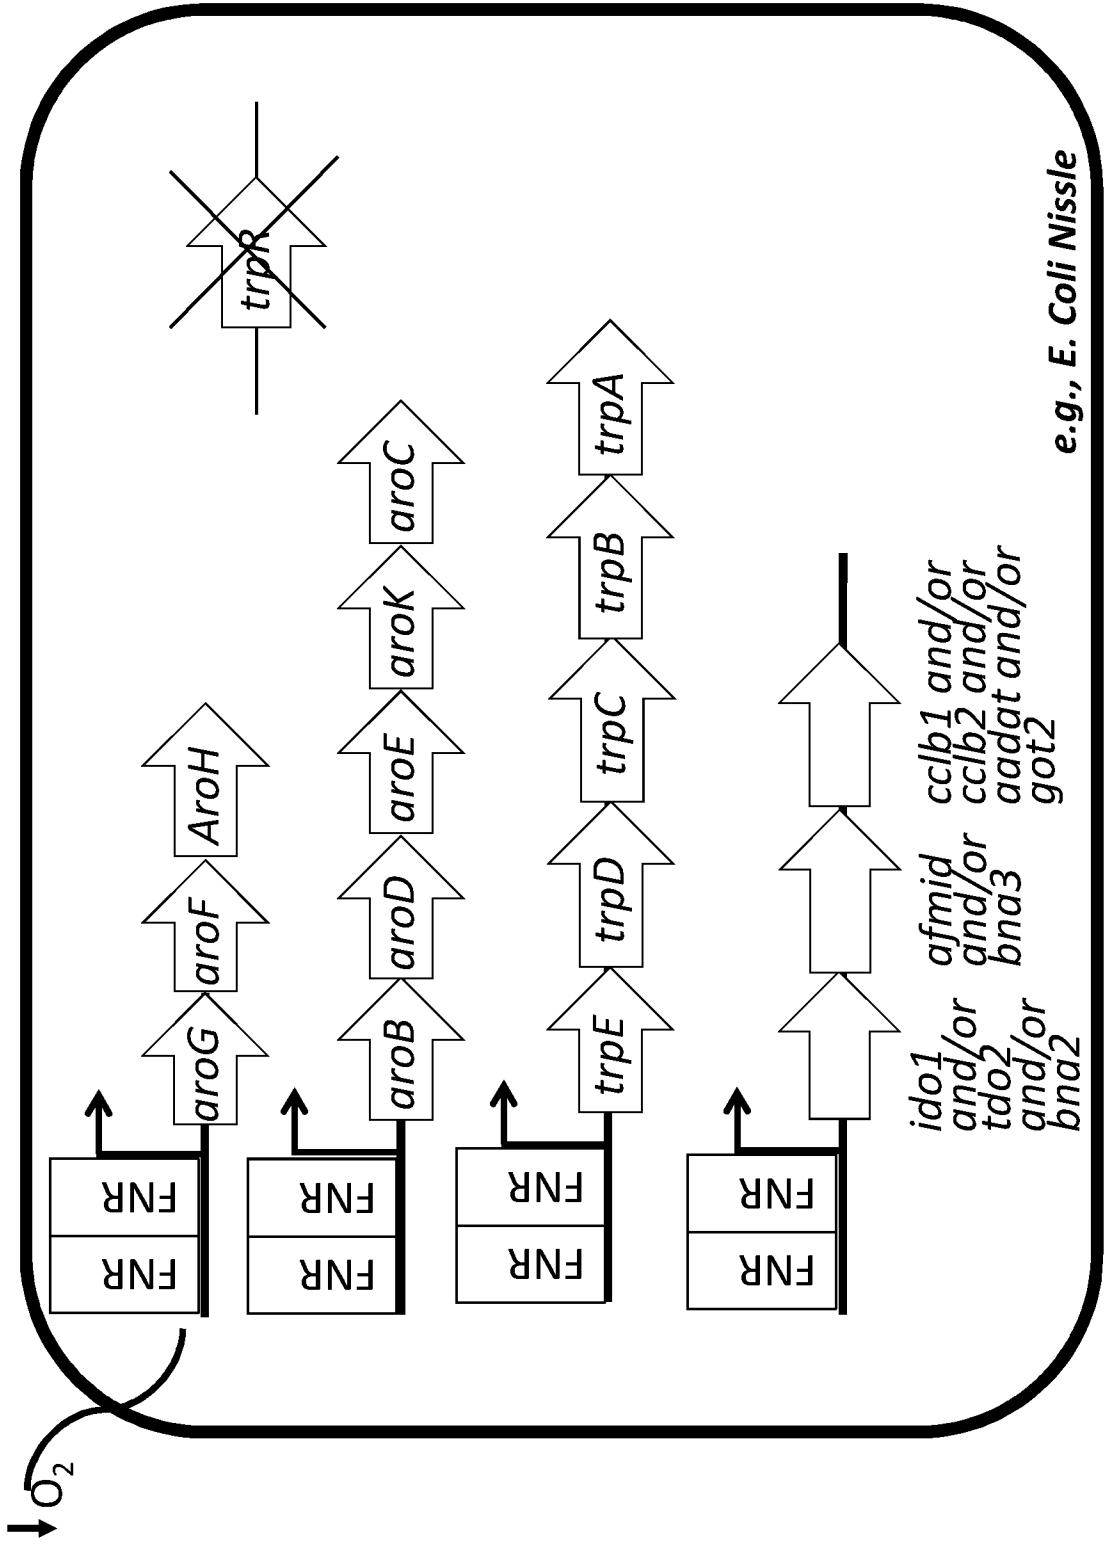 O2
FNR FNR
aroG aroF AroH
trpR
FNR FNR
aroB aroD aroE aroK aroC
FNR FNR
trpE trpD trpC trpB trpA
FNR FNR
ido1
and/or
tdo2
and/or
bna2
afmid
and/or
bna3
cclb1 and/or
cclb2 and/or
aadat and/or
got2
e.g., E. Coli Nissle